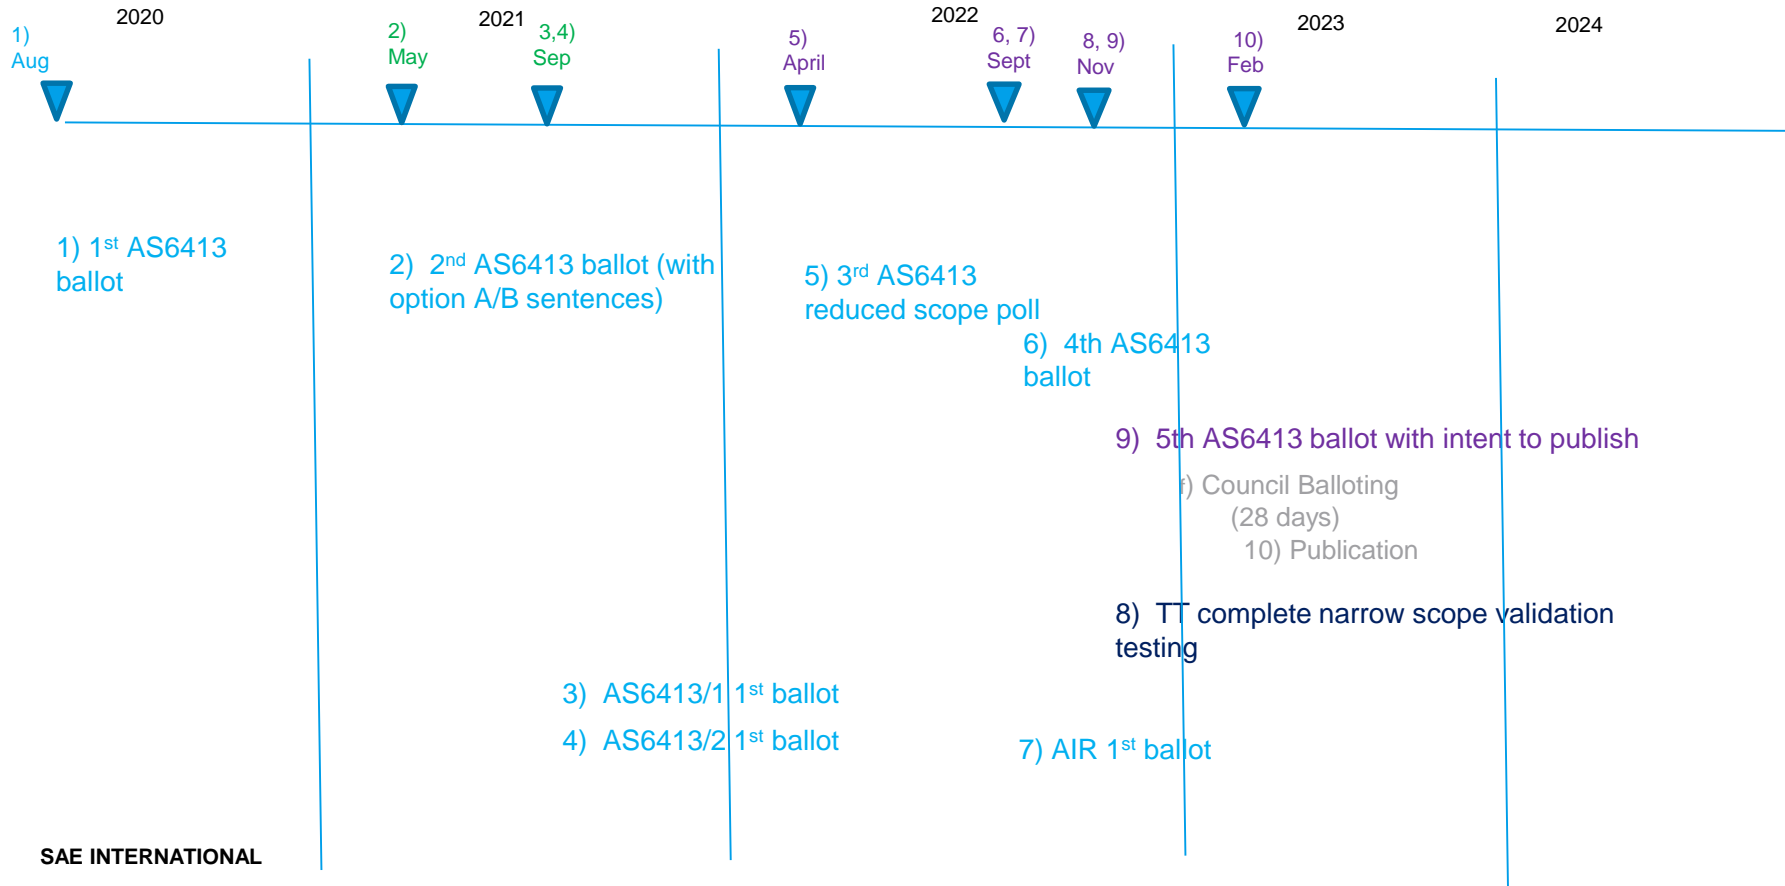 2020
2021
2022
2023
2024
1)
Aug
2)
May
3,4)
Sep
5)
April
6, 7)
Sept
8, 9)
Nov
10)
Feb
1) 1st AS6413
ballot
2) 2nd AS6413 ballot (with
option A/B sentences)
5) 3rd AS6413
reduced scope poll
6) 4th AS6413
ballot
9) 5th AS6413 ballot with intent to publish
f) Council Balloting
(28 days)
10) Publication
8) TT complete narrow scope validation
testing
3) AS6413/1 1st ballot
4) AS6413/2 1st ballot
7) AIR 1st ballot
SAE INTERNATIONAL